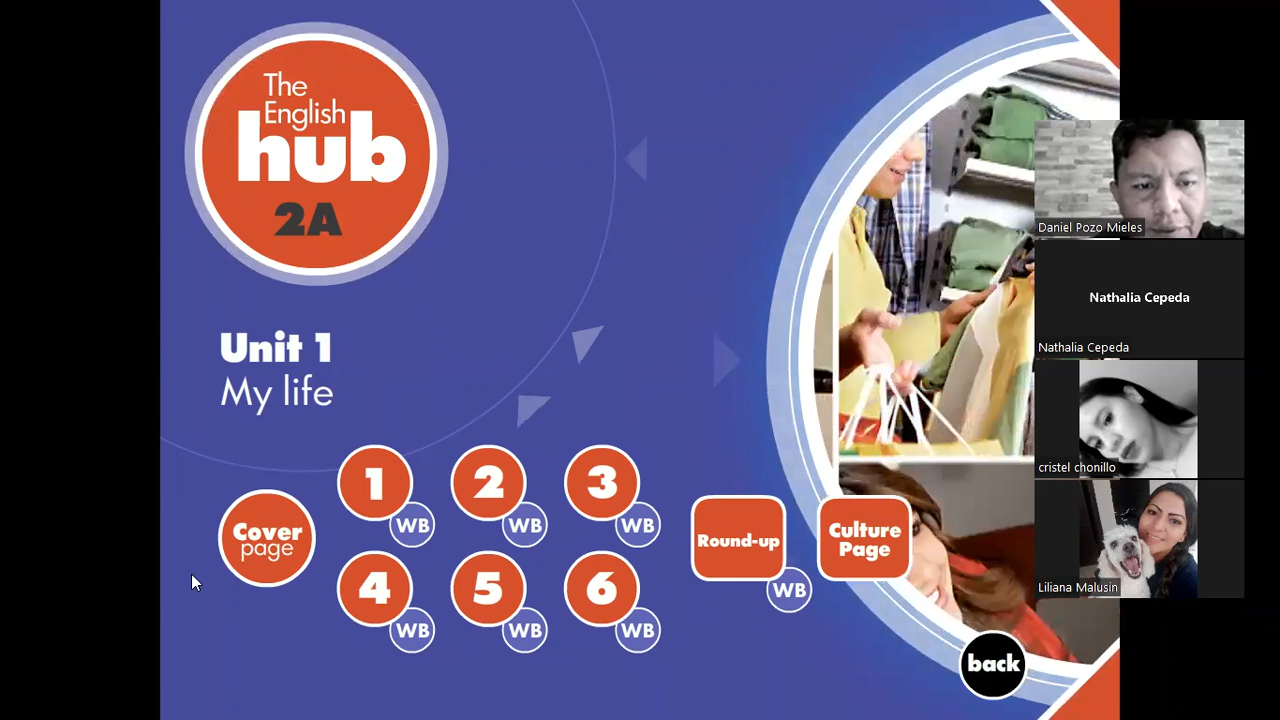 The
English
hub
2A
Unit 1
My life
Cover
page
1
WB
2
WB
3
WB
4
WB
5
WB
6
WB
Round-up
WB
Culture
Page
back
Daniel Pozo Mieles
Nathalia Cepeda
Nathalia Cepeda
cristel chonillo
Liliana Malusin